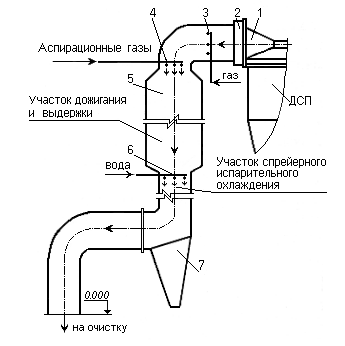 4 3 2 1
Аспирационные газы
5
газ
ДСП
Участок дожигания
и выдержки
6
вода
Участок спрейерного
испарительного
охлаждения
7
0.000
на очистку